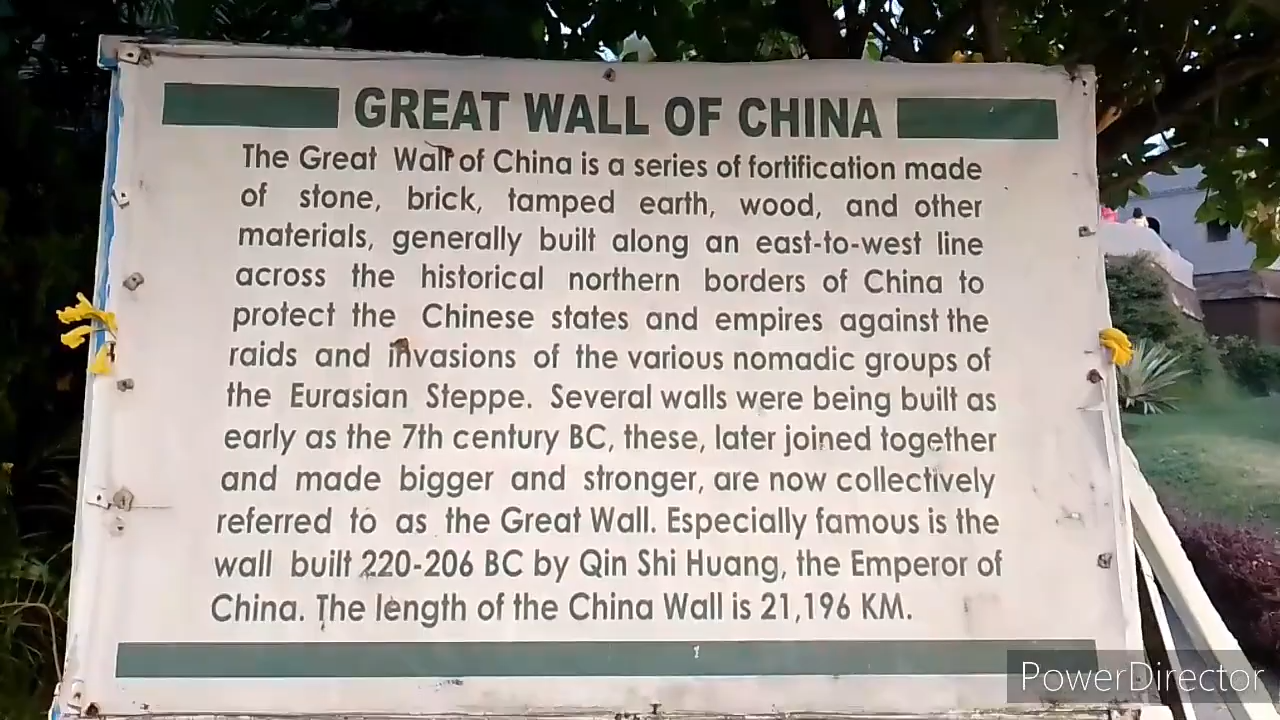 GREAT WALL OF CHINA
The Great Wall of China is a series of fortification made
of stone, brick, tamped earth, wood, and other
materials, generally built along an east-to-west line
across the historical northern borders of China to
protect the Chinese states and empires against the
raids and invasions of the various nomadic groups of
the Eurasian Steppe. Several walls were being built as
early as the 7th century BC, these, later joined together
and made bigger and stronger, are now collectively
referred to as the Great Wall. Especially famous is the
wall built 220-206 BC by Qin Shi Huang, the Emperor of
China. The length of the China Wall is 21,196 KM.
PowerDirector